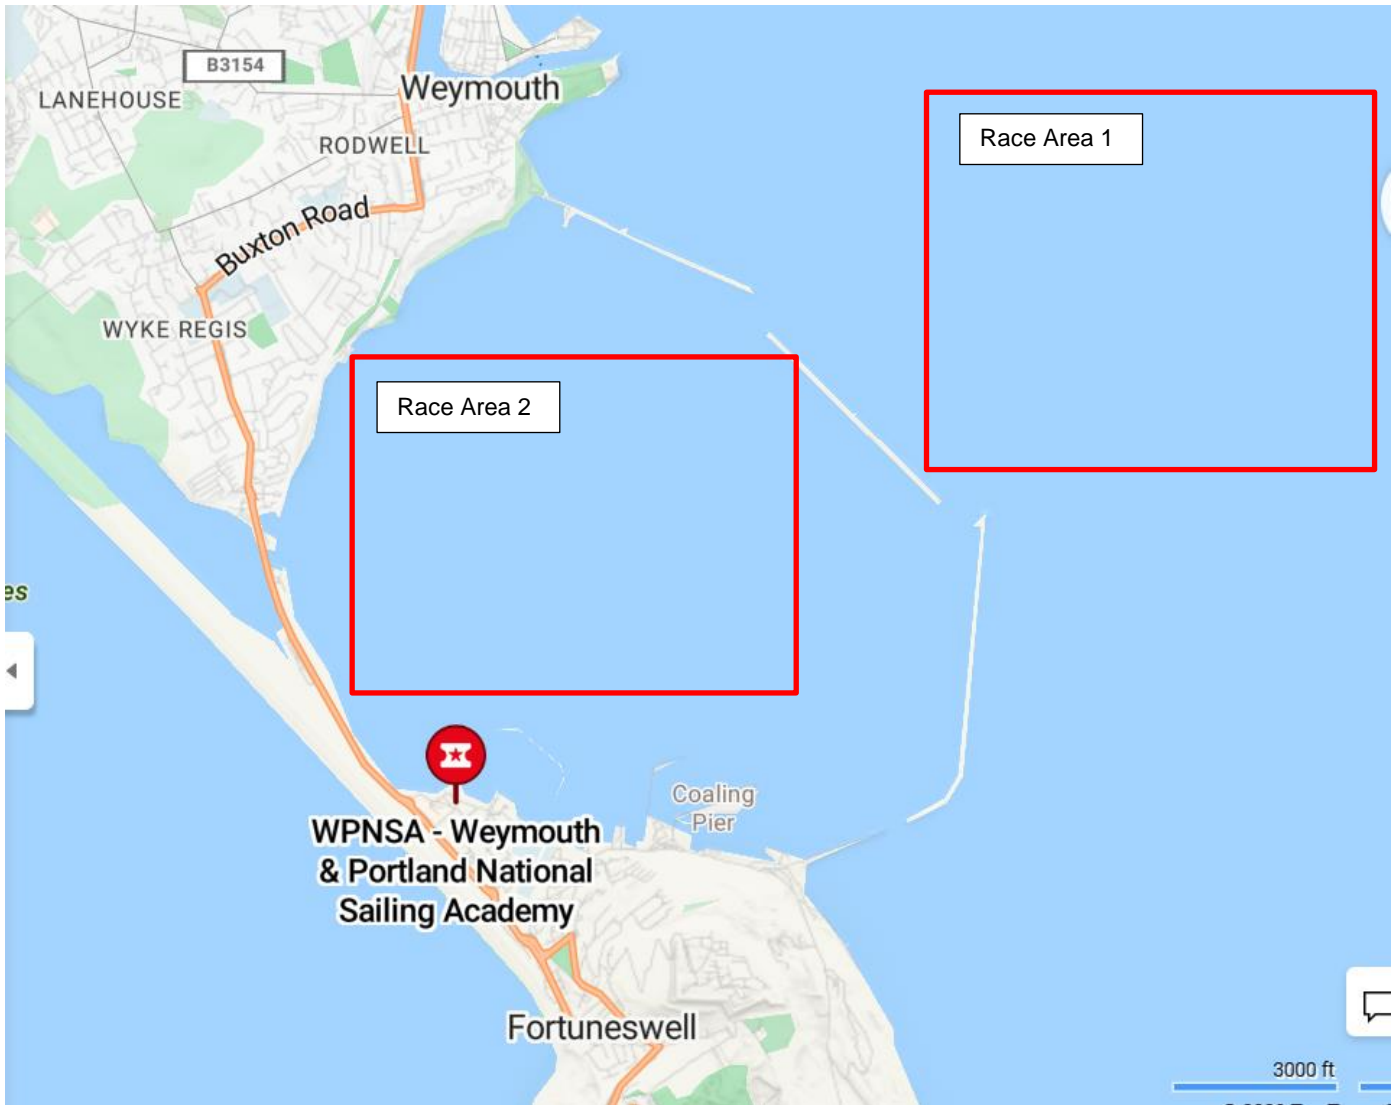 B3154
LANEHOUSE
Weymouth
RODWELL
Race Area 1
Buxton Road
WYKE REGIS
Race Area 2
es
Coaling
Pier
WPNSA - Weymouth
& Portland National
Sailing Academy
Fortuneswell
3000 ft